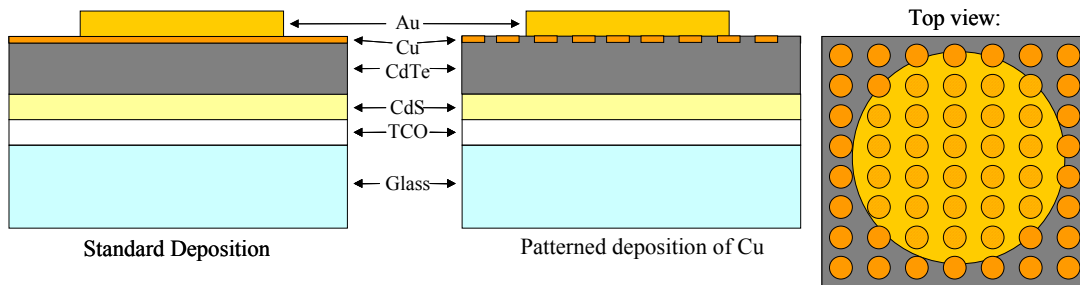 Au
Cu
CdTe
CdS
TCO
Glass
Standard Deposition
Patterned deposition of Cu
Top view: